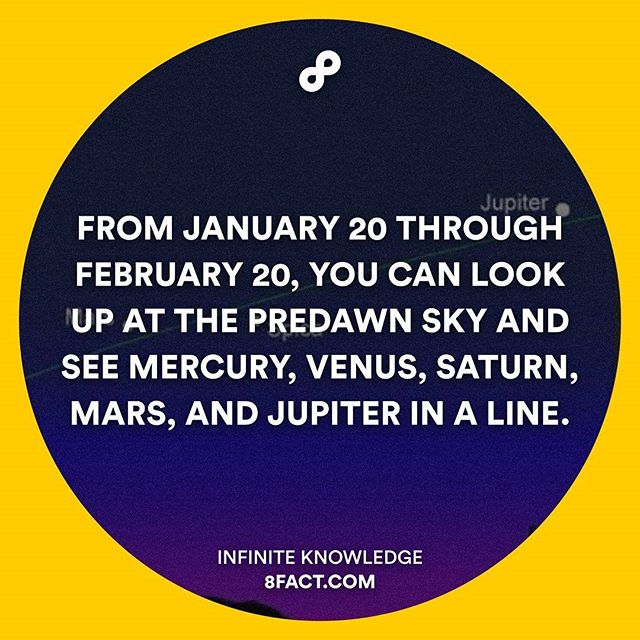 Jupiter
FROM JANUARY 20 THROUGH
FEBRUARY 20, YOU CAN LOOK
UP AT THE PREDAWN SKY AND
SEE MERCURY, VENUS, SATURN,
MARS, AND JUPITER IN A LINE.
INFINITE KNOWLEDGE
8FACT.COM